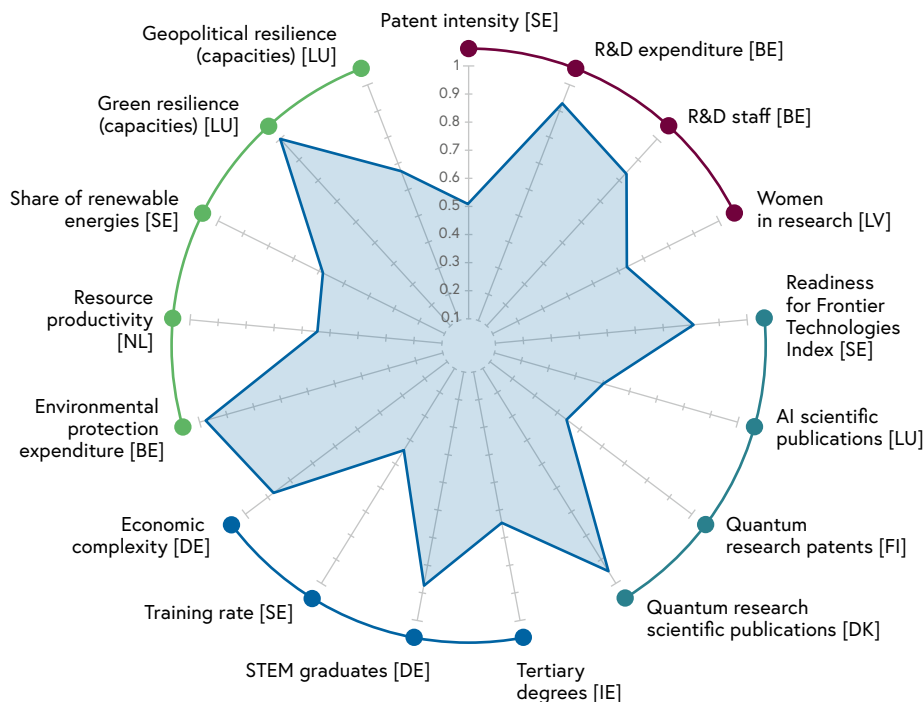 Patent intensity [SE]
R&D expenditure [BE]
R&D staff [BE]
Women
in research [LV]
Readiness
for Frontier
Technologies
Index [SE]
AI scientific
publications [LU]
Quantum
research patents [FI]
Quantum research
scientific publications [DK]
Tertiary
degrees [IE]
STEM graduates [DE]
Training rate [SE]
Economic
complexity [DE]
Environmental
protection
expenditure [BE]
Resource
productivity
[NL]
Share of renewable
energies [SE]
Green resilience
(capacities) [LU]
Geopolitical resilience
(capacities) [LU]
1
0.9
0.8
0.7
0.6
0.5
0.4
0.3
0.2
0.1